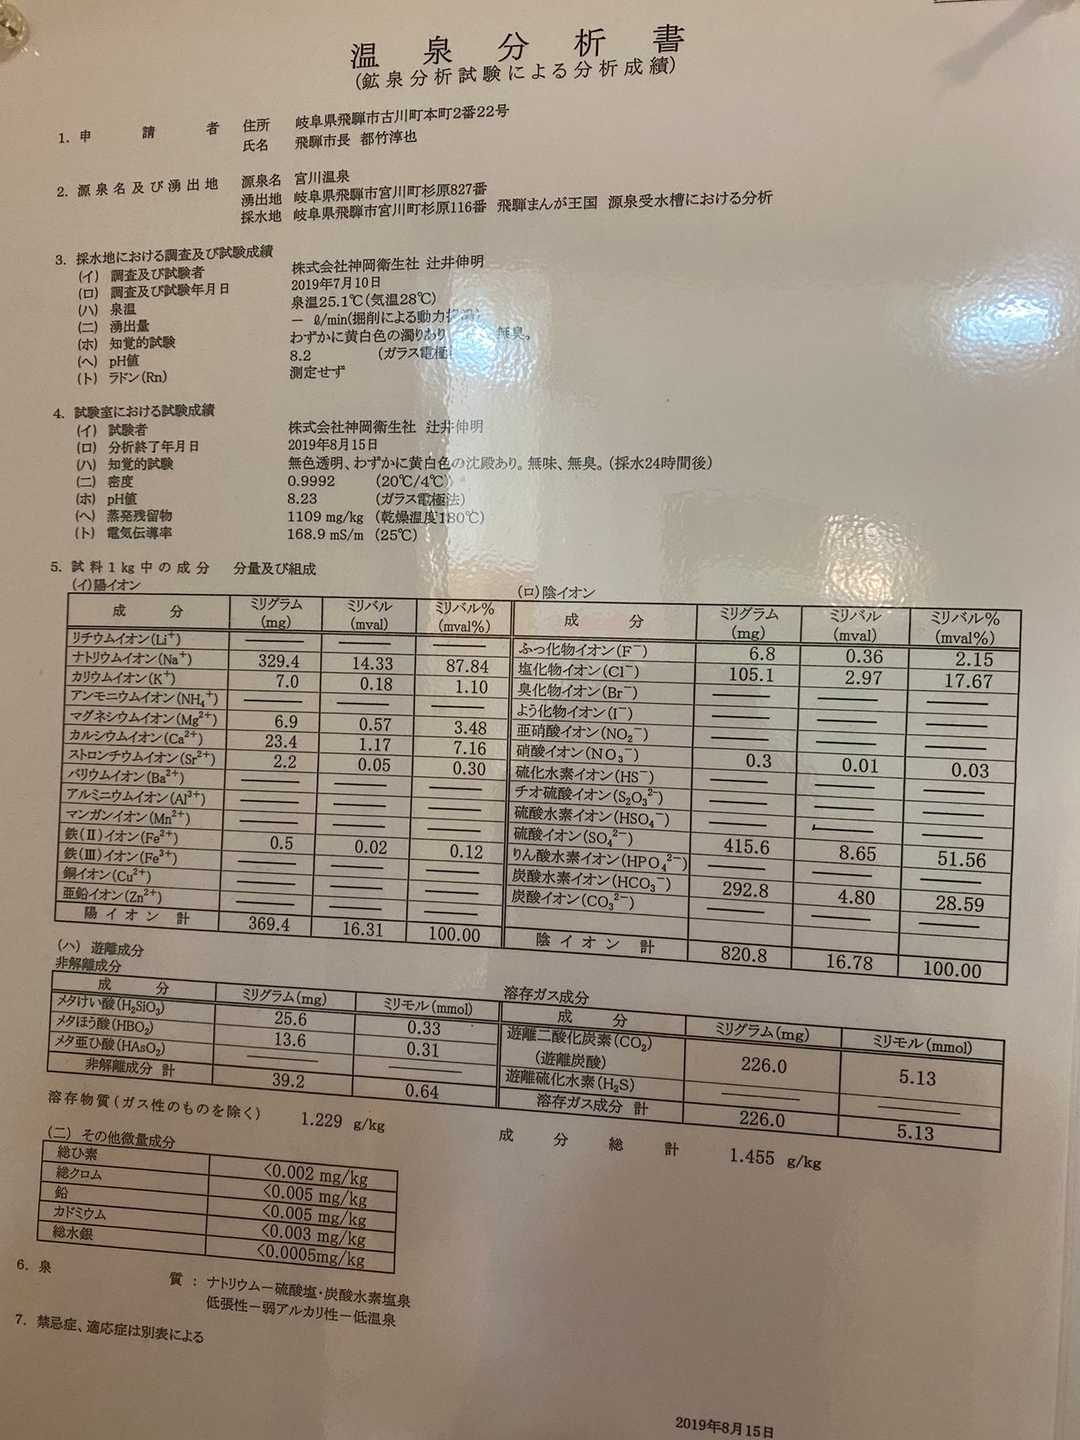 温泉分析書
(鉱泉分析試験による分析成績)
1. 申請者 住所 岐阜県飛騨市古川町本町2番22号
氏名 飛騨市長 都竹淳也
2. 源泉名及び湧出地 源泉名 宮川温泉
湧出地 岐阜県飛騨市宮川町杉原827番
採水地 岐阜県飛騨市宮川町杉原116番 飛騨まんが王国 源泉受水槽における分析
3. 採水地における調査及び試験成績
(イ) 調査及び試験者 株式会社神岡衛生社 辻井伸明
(ロ) 調査及び試験年月日 2019年7月10日
(ハ) 泉温 泉温25.1℃(気温28℃)
(ニ) 湧出量 ー ℓ/min(掘削による動力
(ホ) 知覚的試験 わずかに黄白色の濁りあり 無臭。
(ヘ) pH値 8.2 (ガラス電極
(ト) ラドン(Rn) 測定せず
4. 試験室における試験成績
(イ) 試験者 株式会社神岡衛生社 辻井伸明
(ロ) 分析終了年月日 2019年8月15日
(ハ) 知覚的試験 無色透明、わずかに黄白色の沈殿あり。無味、無臭。(採水24時間後)
(ニ) 密度 0.9992 (20℃/4℃)
(ホ) pH値 8.23 (ガラス電極法)
(ヘ) 蒸発残留物 1109 mg/kg (乾燥温度180℃)
(ト) 電気伝導率 168.9 mS/m (25℃)
5. 試料1kg中の成分 分量及び組成
(イ)陽イオン
成分 ミリグラム(mg) ミリバル(mval) ミリバル%(mval%)
リチウムイオン(Li⁺) —— —— ——
ナトリウムイオン(Na⁺) 329.4 14.33 87.84
カリウムイオン(K⁺) 7.0 0.18 1.10
アンモニウムイオン(NH₄⁺) —— —— ——
マグネシウムイオン(Mg²⁺) 6.9 0.57 3.48
カルシウムイオン(Ca²⁺) 23.4 1.17 7.16
ストロンチウムイオン(Sr²⁺) 2.2 0.05 0.30
バリウムイオン(Ba²⁺) —— —— ——
アルミニウムイオン(Al³⁺) —— —— ——
マンガンイオン(Mn²⁺) —— —— ——
鉄(Ⅱ)イオン(Fe²⁺) 0.5 0.02 0.12
鉄(Ⅲ)イオン(Fe³⁺) —— —— ——
銅イオン(Cu²⁺) —— —— ——
亜鉛イオン(Zn²⁺) —— —— ——
陽イオン計 369.4 16.31 100.00
(ロ)陰イオン
成分 ミリグラム(mg) ミリバル(mval) ミリバル%(mval%)
ふっ化物イオン(F⁻) 6.8 0.36 2.15
塩化物イオン(Cl⁻) 105.1 2.97 17.67
臭化物イオン(Br⁻) —— —— ——
よう化物イオン(I⁻) —— —— ——
亜硝酸イオン(NO₂⁻) —— —— ——
硝酸イオン(NO₃⁻) 0.3 0.01 0.03
硫化水素イオン(HS⁻) —— —— ——
チオ硫酸イオン(S₂O₃²⁻) —— —— ——
硫酸水素イオン(HSO₄⁻) —— —— ——
硫酸イオン(SO₄²⁻) 415.6 8.65 51.56
りん酸水素イオン(HPO₄²⁻) —— —— ——
炭酸水素イオン(HCO₃⁻) 292.8 4.80 28.59
炭酸イオン(CO₃²⁻) —— —— ——
陰イオン計 820.8 16.78 100.00
(ハ) 遊離成分
非解離成分
成分 ミリグラム(mg) ミリモル(mmol)
メタけい酸(H₂SiO₃) 25.6 0.33
メタほう酸(HBO₂) 13.6 0.31
メタ亜ひ酸(HAsO₂) —— ——
非解離成分 計 39.2 0.64
溶存ガス成分
成分 ミリグラム(mg) ミリモル(mmol)
遊離二酸化炭素(CO₂) 226.0 5.13
(遊離炭酸)
遊離硫化水素(H₂S) —— ——
溶存ガス成分 計 226.0 5.13
溶存物質(ガス性のものを除く) 1.229 g/kg
成分総計 1.455 g/kg
(ニ) その他微量成分
総ひ素 <0.002 mg/kg
総クロム <0.005 mg/kg
鉛 <0.005 mg/kg
カドミウム <0.003 mg/kg
総水銀 <0.0005mg/kg
6. 泉質 : ナトリウムー硫酸塩・炭酸水素塩泉
低張性ー弱アルカリ性ー低温泉
7. 禁忌症、適応症は別表による
2019年8月15日